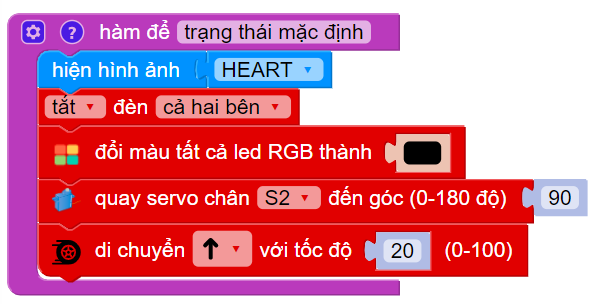 ? hàm để trạng thái mặc định
hiện hình ảnh HEART
tắt đèn cả hai bên
đổi màu tất cả led RGB thành
quay servo chân S2 đến góc (0-180 độ) 90
di chuyển ↑ với tốc độ 20 (0-100)